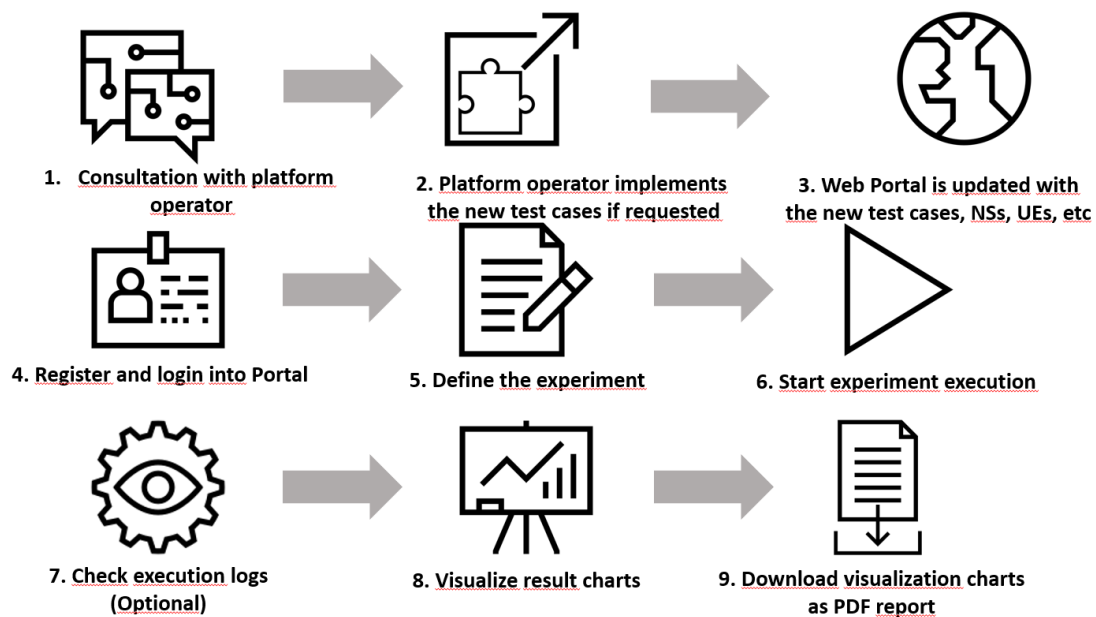 1. Consultation with platform
operator
2. Platform operator implements
the new test cases if requested
3. Web Portal is updated with
the new test cases, NSs, UEs, etc
4. Register and login into Portal
5. Define the experiment
6. Start experiment execution
7. Check execution logs
(Optional)
8. Visualize result charts
9. Download visualization charts
as PDF report